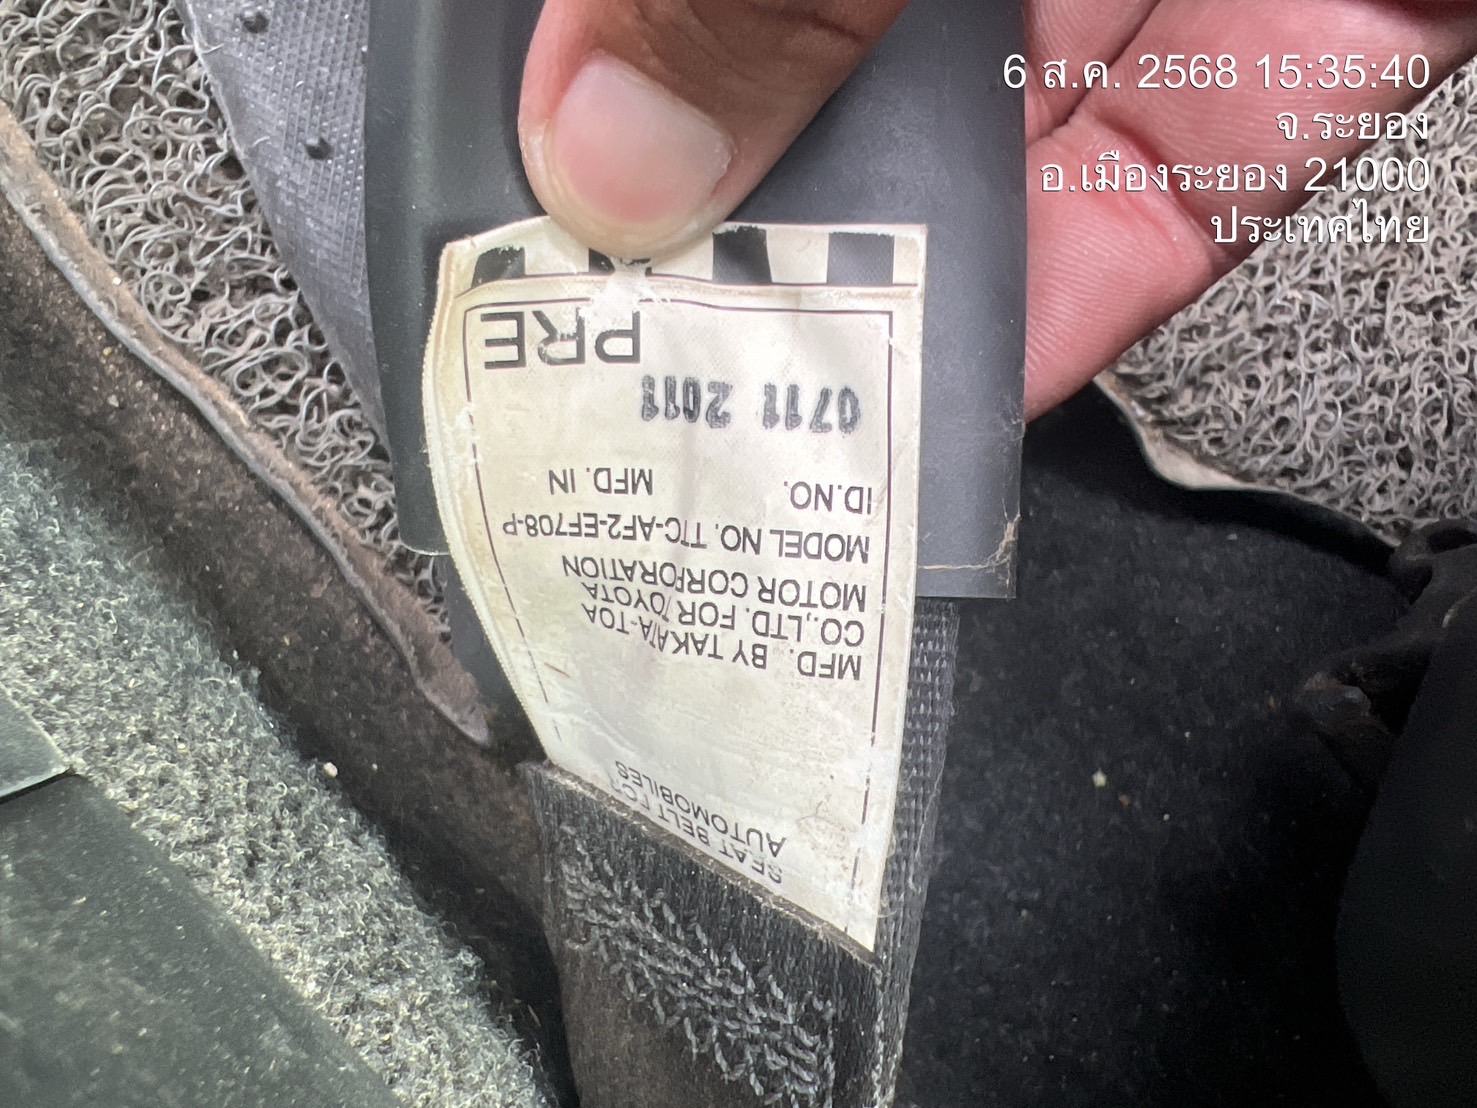 6 ส.ค. 2568 15:35:40
จ.ระยอง
อ.เมืองระยอง 21000
ประเทศไทย
SEAT BELT FOR
AUTOMOBILES
MFD. BY TAKATA-TOA
CO.,LTD. FOR TOYOTA
MOTOR CORPORATION
MODEL NO. TTC-AF2-EF708-P
ID.NO. MFD. IN
0711 2011
PRE